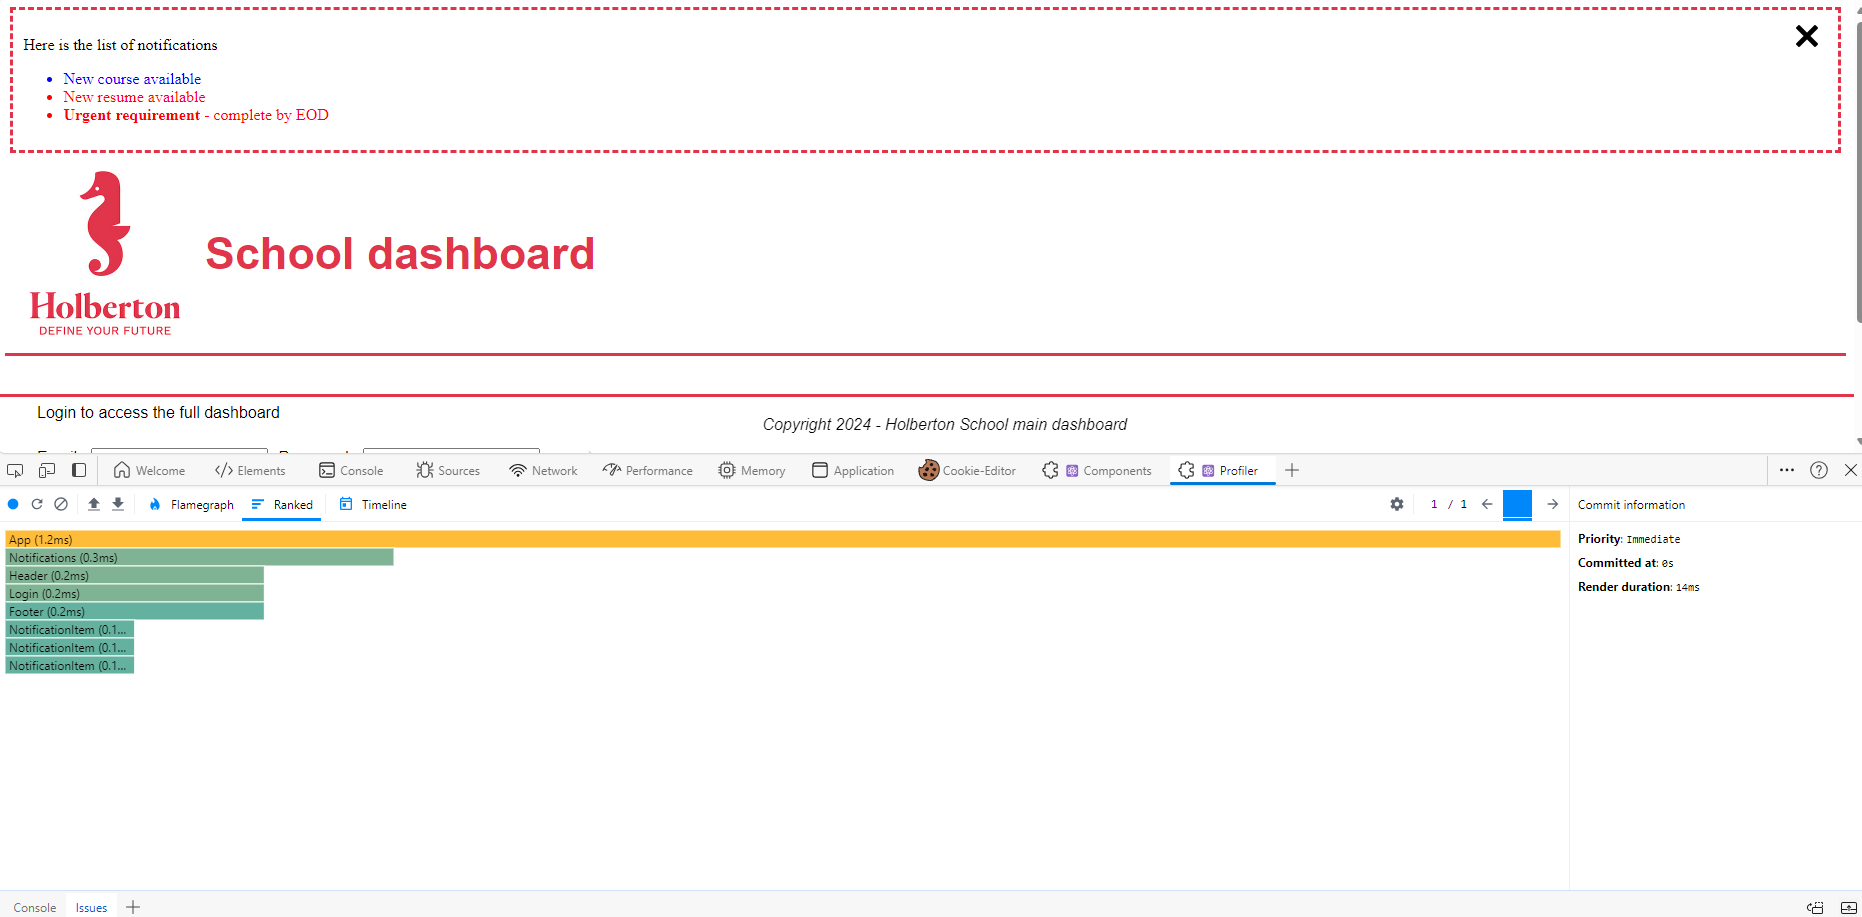 Here is the list of notifications
New course available
New resume available
Urgent requirement - complete by EOD
Holberton
DEFINE YOUR FUTURE
School dashboard
Login to access the full dashboard
Copyright 2024 - Holberton School main dashboard
Welcome Elements Console Sources Network Performance Memory Application Cookie-Editor Components Profiler
Flamegraph Ranked Timeline 1 / 1 Commit information
App (1.2ms)
Notifications (0.3ms)
Header (0.2ms)
Login (0.2ms)
Footer (0.2ms)
NotificationItem (0.1...
NotificationItem (0.1...
NotificationItem (0.1...
Priority: Immediate
Committed at: 0s
Render duration: 14ms
Console Issues